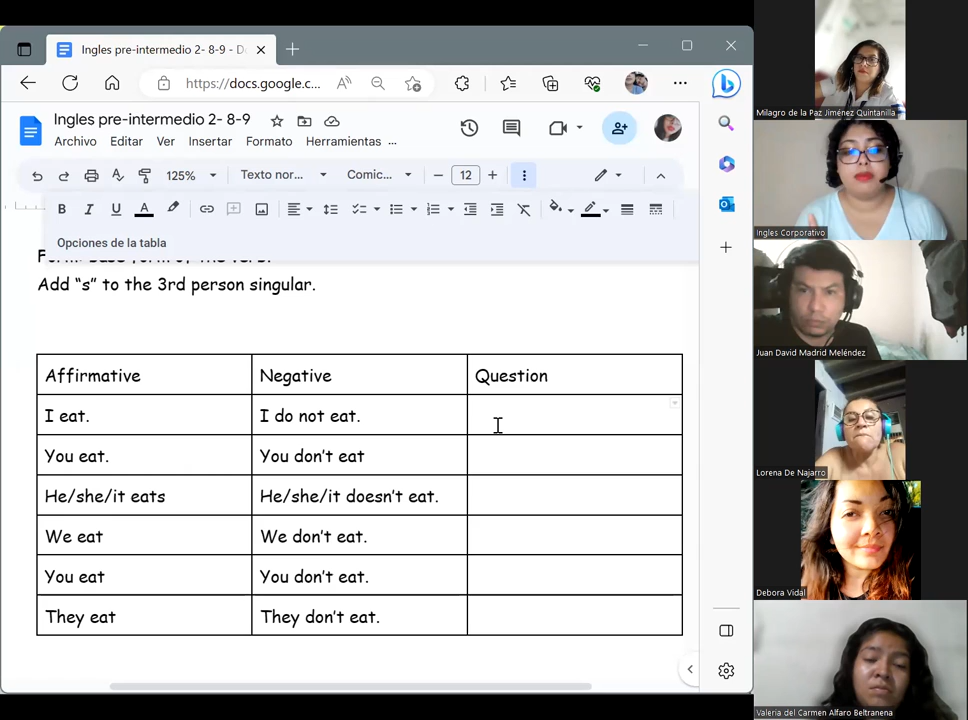 Ingles pre-intermedio 2- 8-9 - D
https://docs.google.c...
Ingles pre-intermedio 2- 8-9
Archivo Editar Ver Insertar Formato Herramientas ...
125% Texto nor... Comic... 12
Opciones de la tabla
Add “s” to the 3rd person singular.
Affirmative Negative Question
I eat. I do not eat.
You eat. You don’t eat
He/she/it eats He/she/it doesn’t eat.
We eat We don’t eat.
You eat You don’t eat.
They eat They don’t eat.
Milagro de la Paz Jiménez Quintanilla
Ingles Corporativo
Juan David Madrid Meléndez
Lorena De Najarro
Debora Vidal
Valeria del Carmen Alfaro Beltranena